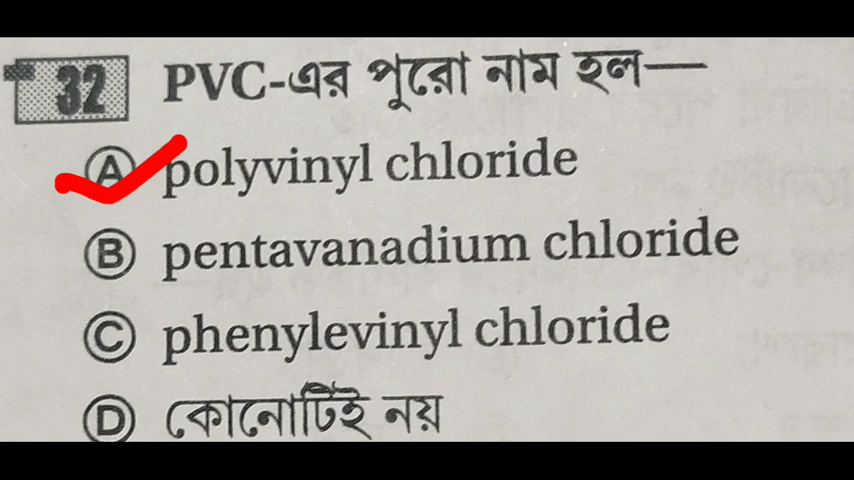 32 PVC-এর পুরো নাম হল—
A polyvinyl chloride
B pentavanadium chloride
C phenylevinyl chloride
D কোনোটিই নয়